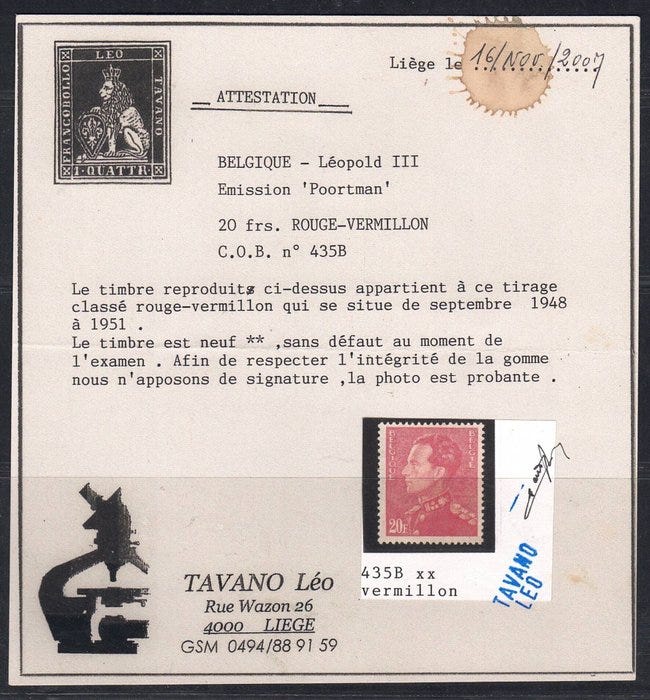 LEO
FRANCOBOLLO
TAVANO
1·QUATTR·
Liège le 16/Nov./2007
ATTESTATION
BELGIQUE - Léopold III
Emission 'Poortman'
20 frs. ROUGE-VERMILLON
C.O.B. n° 435B
Le timbre reproduits ci-dessus appartient à ce tirage
classé rouge-vermillon qui se situe de septembre 1948
à 1951 .
Le timbre est neuf ** ,sans défaut au moment de
l'examen . Afin de respecter l'intégrité de la gomme
nous n'apposons de signature ,la photo est probante .
BELGIQUE
BELGIE
20F
435B xx
vermillon
TAVANO
LEO
TAVANO Léo
Rue Wazon 26
4000 LIEGE
GSM 0494/88 91 59